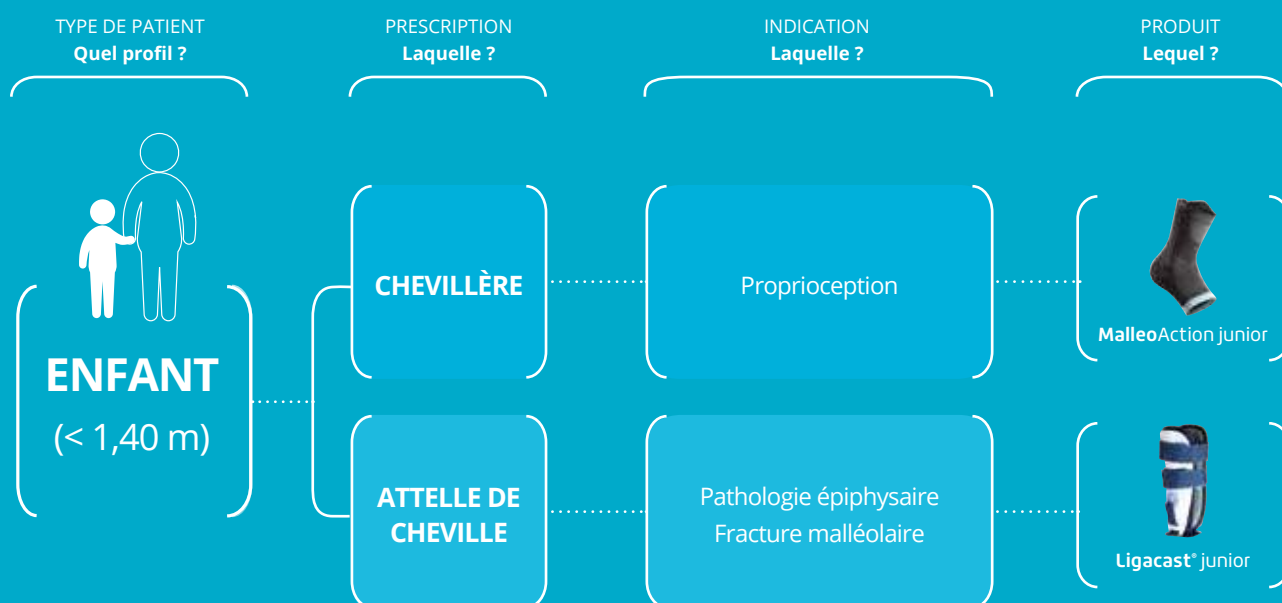 TYPE DE PATIENT
Quel profil ?
PRESCRIPTION
Laquelle ?
INDICATION
Laquelle ?
PRODUIT
Lequel ?
ENFANT
(< 1,40 m)
CHEVILLÈRE
Proprioception
MalleoAction junior
ATTELLE DE
CHEVILLE
Pathologie épiphysaire
Fracture malléolaire
Ligacast® junior